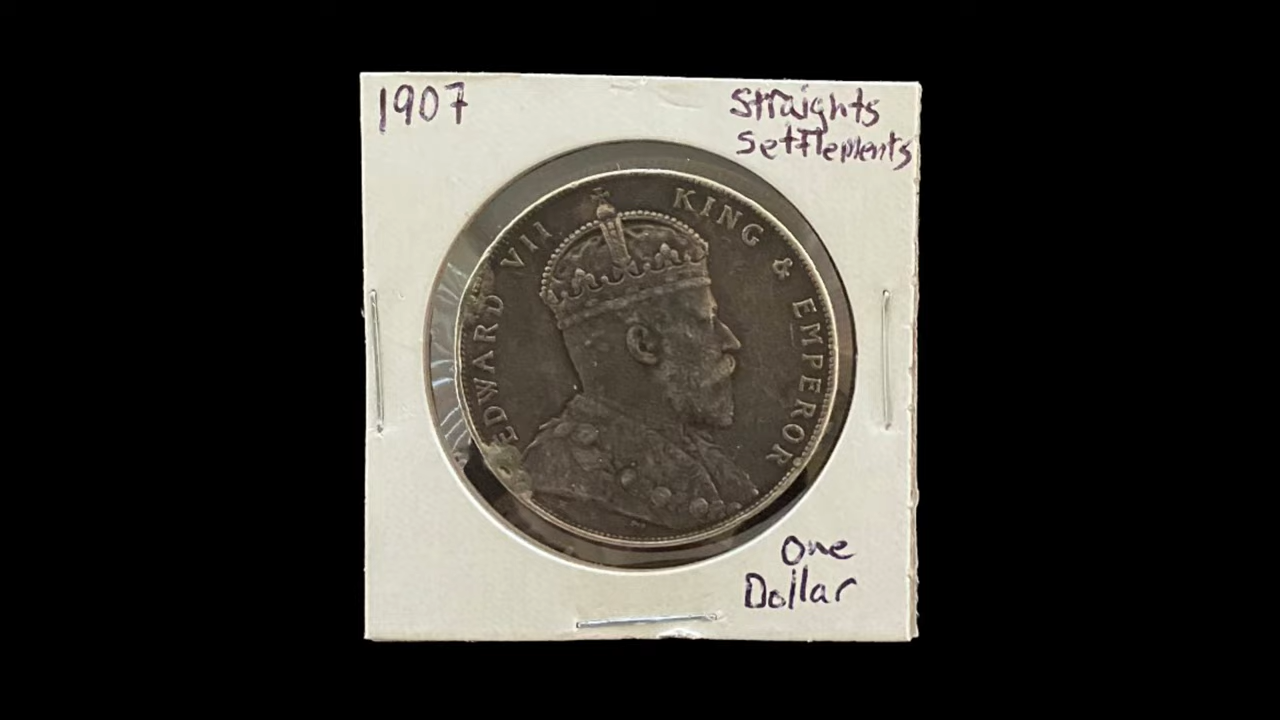 1907
Straights
Settlements
EDWARD VII KING & EMPEROR
One
Dollar